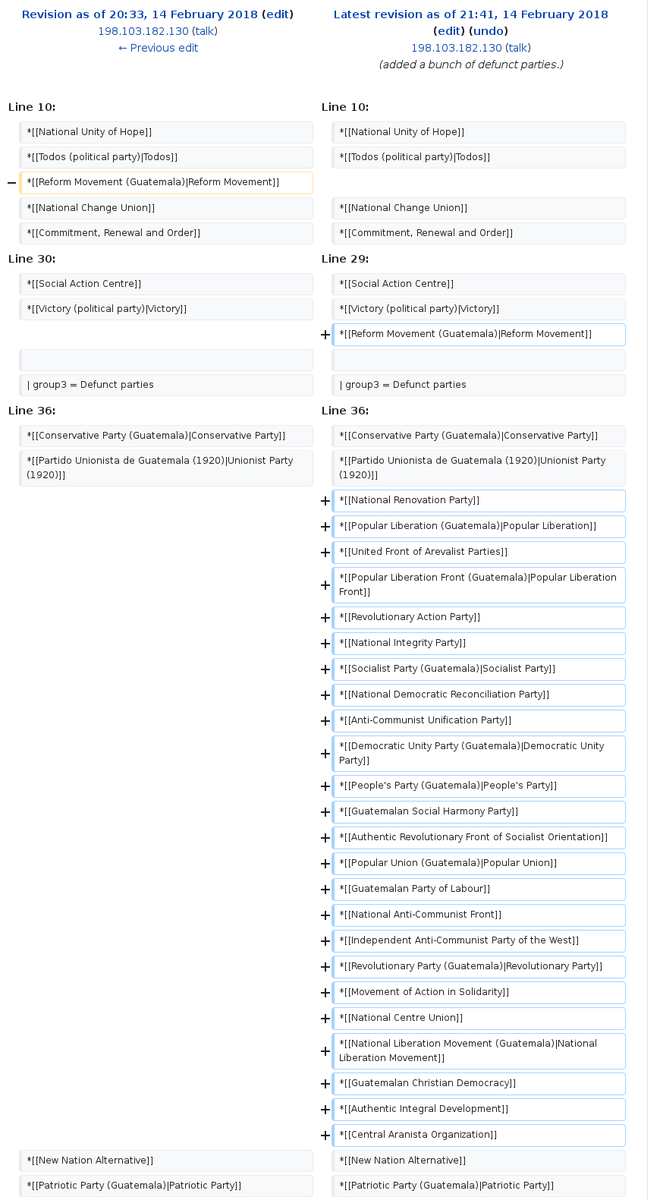 Revision as of 20:33, 14 February 2018 (edit)
198.103.182.130 (talk)
← Previous edit
Latest revision as of 21:41, 14 February 2018
(edit) (undo)
198.103.182.130 (talk)
(added a bunch of defunct parties.)
Line 10:
Line 10:
*[[National Unity of Hope]]
*[[National Unity of Hope]]
*[[Todos (political party)|Todos]]
*[[Todos (political party)|Todos]]
− *[[Reform Movement (Guatemala)|Reform Movement]]
*[[National Change Union]]
*[[National Change Union]]
*[[Commitment, Renewal and Order]]
*[[Commitment, Renewal and Order]]
Line 30:
Line 29:
*[[Social Action Centre]]
*[[Social Action Centre]]
*[[Victory (political party)|Victory]]
*[[Victory (political party)|Victory]]
+ *[[Reform Movement (Guatemala)|Reform Movement]]
| group3 = Defunct parties
| group3 = Defunct parties
Line 36:
Line 36:
*[[Conservative Party (Guatemala)|Conservative Party]]
*[[Conservative Party (Guatemala)|Conservative Party]]
*[[Partido Unionista de Guatemala (1920)|Unionist Party
(1920)]]
*[[Partido Unionista de Guatemala (1920)|Unionist Party
(1920)]]
+ *[[National Renovation Party]]
+ *[[Popular Liberation (Guatemala)|Popular Liberation]]
+ *[[United Front of Arevalist Parties]]
+ *[[Popular Liberation Front (Guatemala)|Popular Liberation
Front]]
+ *[[Revolutionary Action Party]]
+ *[[National Integrity Party]]
+ *[[Socialist Party (Guatemala)|Socialist Party]]
+ *[[National Democratic Reconciliation Party]]
+ *[[Anti-Communist Unification Party]]
+ *[[Democratic Unity Party (Guatemala)|Democratic Unity
Party]]
+ *[[People's Party (Guatemala)|People's Party]]
+ *[[Guatemalan Social Harmony Party]]
+ *[[Authentic Revolutionary Front of Socialist Orientation]]
+ *[[Popular Union (Guatemala)|Popular Union]]
+ *[[Guatemalan Party of Labour]]
+ *[[National Anti-Communist Front]]
+ *[[Independent Anti-Communist Party of the West]]
+ *[[Revolutionary Party (Guatemala)|Revolutionary Party]]
+ *[[Movement of Action in Solidarity]]
+ *[[National Centre Union]]
+ *[[National Liberation Movement (Guatemala)|National
Liberation Movement]]
+ *[[Guatemalan Christian Democracy]]
+ *[[Authentic Integral Development]]
+ *[[Central Aranista Organization]]
*[[New Nation Alternative]]
*[[New Nation Alternative]]
*[[Patriotic Party (Guatemala)|Patriotic Party]]
*[[Patriotic Party (Guatemala)|Patriotic Party]]